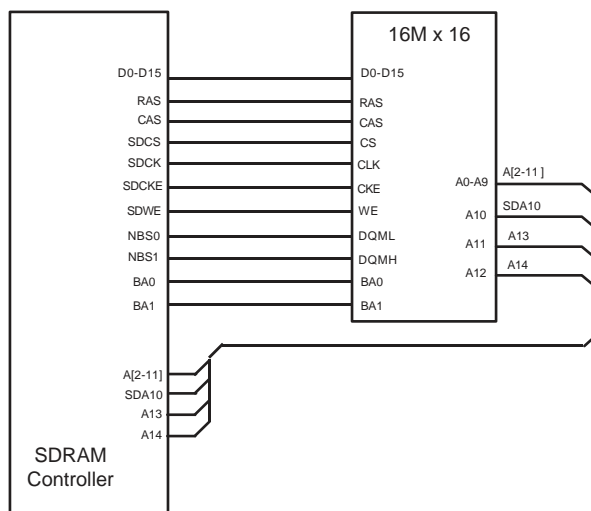 16M x 16
D0-D15 D0-D15
RAS RAS
CAS CAS
SDCS CS
SDCK CLK
A0-A9 A[2-11]
SDCKE CKE
A10 SDA10
SDWE WE
NBS0 DQML
A11 A13
NBS1 DQMH
A12 A14
BA0 BA0
BA1 BA1
A[2-11]
SDA10
A13
A14
SDRAM
Controller